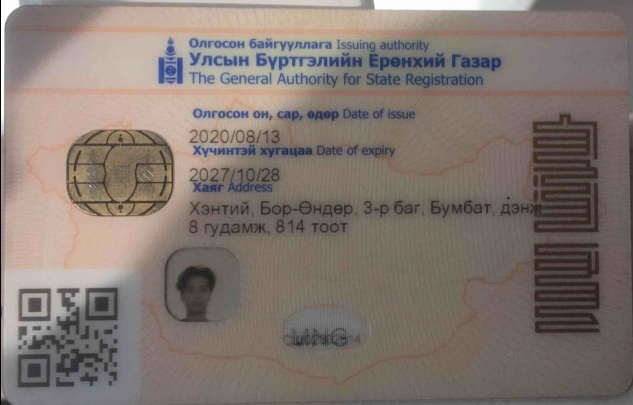 Олгосон байгууллага Issuing authority
Улсын Бүртгэлийн Ерөнхий Газар
The General Authority for State Registration
Олгосон он, сар, өдөр Date of issue
2020/08/13
Хүчинтэй хугацаа Date of expiry
2027/10/28
Хаяг Address
Хэнтий, Бор-Өндөр, 3-р баг, Бумбат, дэнж
8 гудамж, 814 тоот
MNG